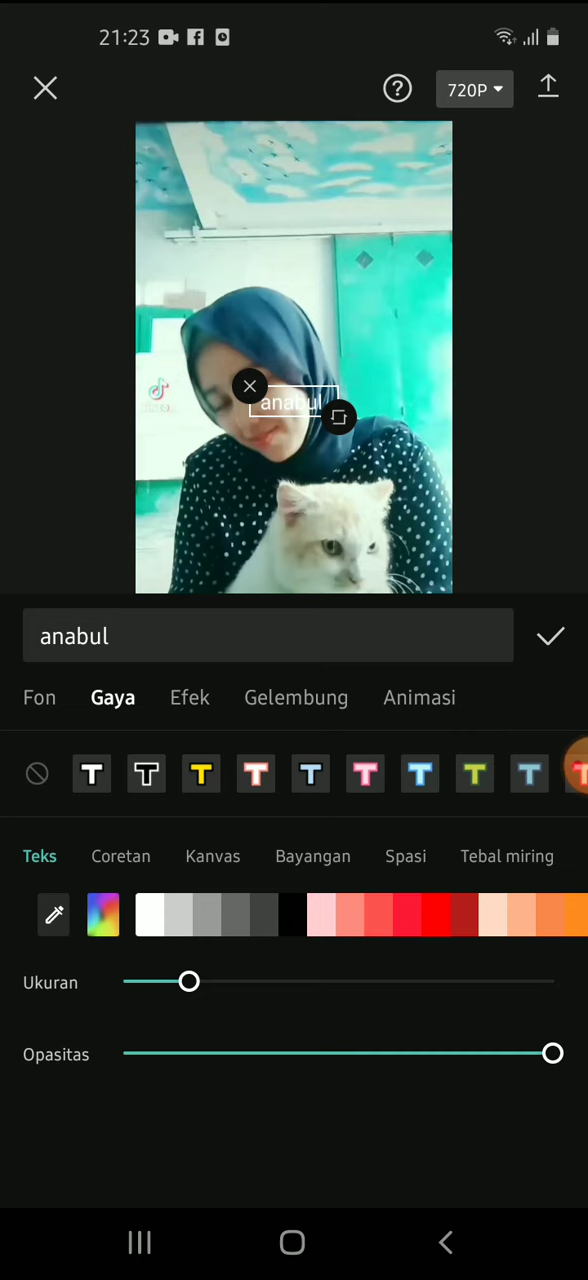 21:23
720P
anabul
anabul
Fon Gaya Efek Gelembung Animasi
T T T T T T T T T T
Teks Coretan Kanvas Bayangan Spasi Tebal miring
Ukuran
Opasitas